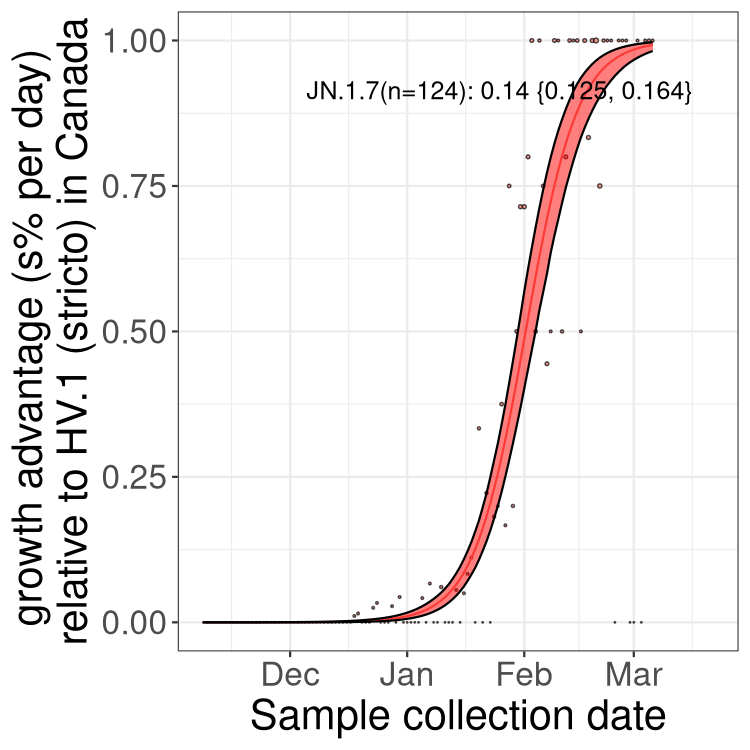 growth advantage (s% per day)
relative to HV.1 (stricto) in Canada
1.00
0.75
0.50
0.25
0.00
JN.1.7(n=124): 0.14 {0.125, 0.164}
Dec Jan Feb Mar
Sample collection date